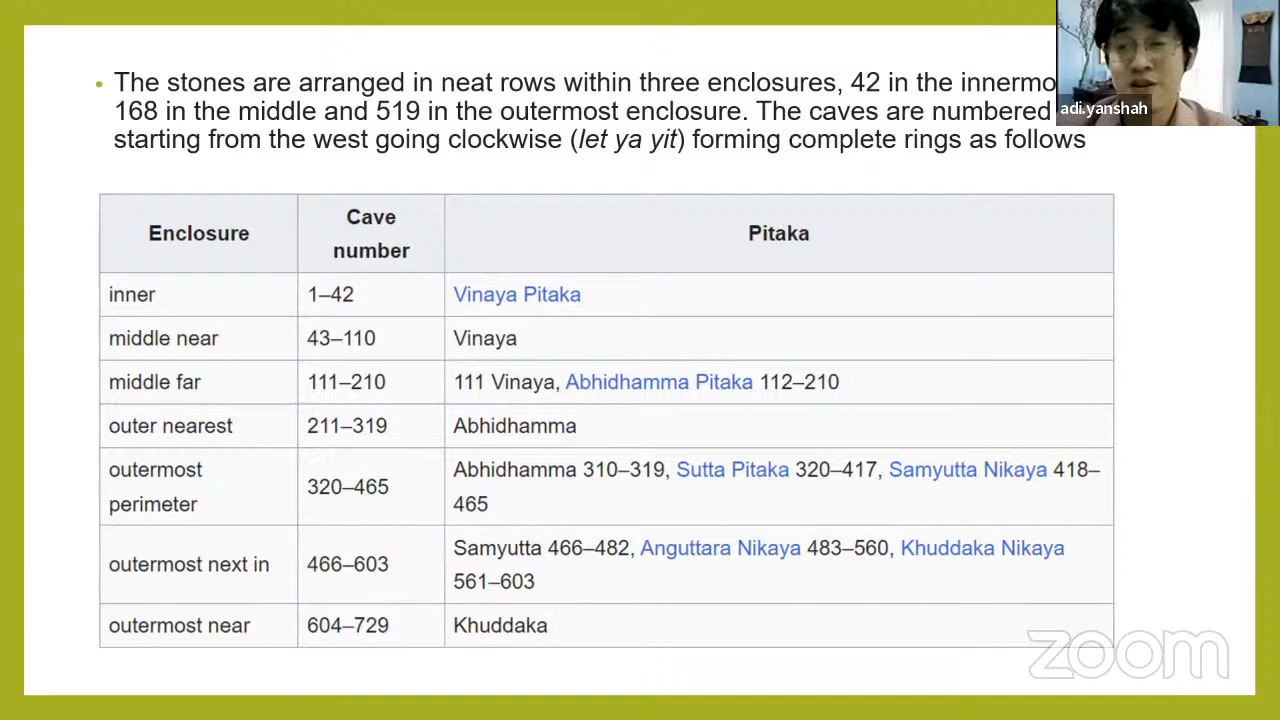 • The stones are arranged in neat rows within three enclosures, 42 in the
168 in the middle and 519 in the outermost enclosure. The caves are numbered
starting from the west going clockwise (let ya yit) forming complete rings as follows
adi.yanshah
Enclosure
Cave
number
Pitaka
inner
1–42
Vinaya Pitaka
middle near
43–110
Vinaya
middle far
111–210
111 Vinaya, Abhidhamma Pitaka 112–210
outer nearest
211–319
Abhidhamma
outermost
perimeter
320–465
Abhidhamma 310–319, Sutta Pitaka 320–417, Samyutta Nikaya 418–
465
outermost next in
466–603
Samyutta 466–482, Anguttara Nikaya 483–560, Khuddaka Nikaya
561–603
outermost near
604–729
Khuddaka
zoom